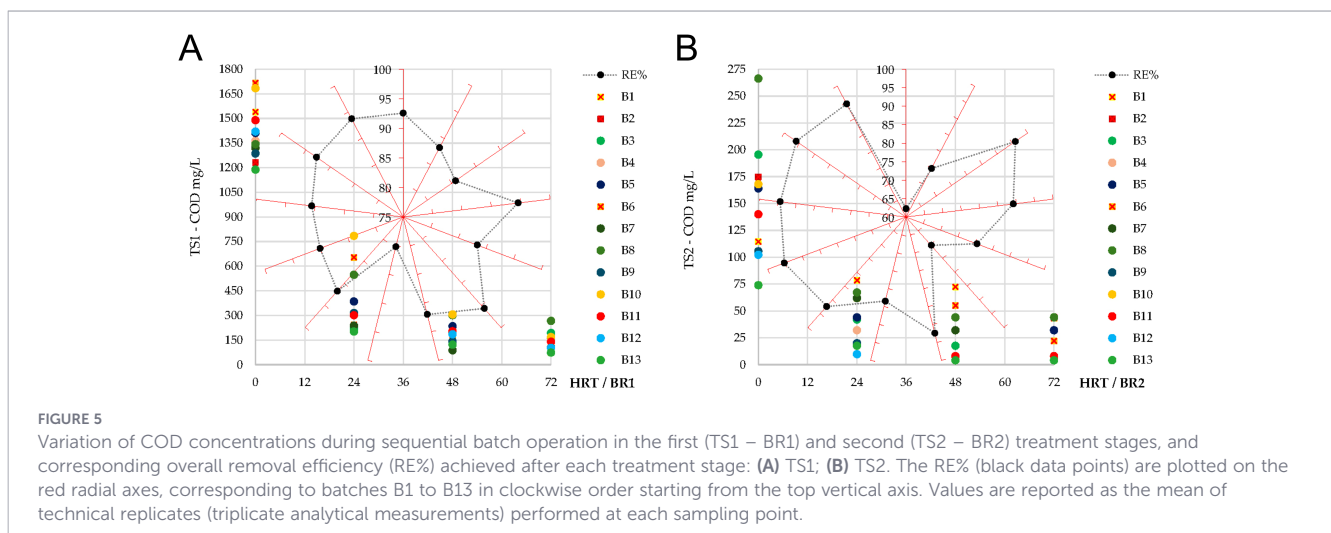 A
B
1800
1650
1500
1350
1200
1050
900
750
600
450
300
150
0
TS1 - COD mg/L
100
95
90
85
80
75
0
12
24
36
48
60
72
HRT / BR1
RE%
B1
B2
B3
B4
B5
B6
B7
B8
B9
B10
B11
B12
B13
275
250
225
200
175
150
125
100
75
50
25
0
TS2 - COD mg/L
100
95
90
85
80
75
70
65
60
0
12
24
36
48
60
72
HRT / BR2
RE%
B1
B2
B3
B4
B5
B6
B7
B8
B9
B10
B11
B12
B13
FIGURE 5
Variation of COD concentrations during sequential batch operation in the first (TS1 – BR1) and second (TS2 – BR2) treatment stages, and
corresponding overall removal efficiency (RE%) achieved after each treatment stage: (A) TS1; (B) TS2. The RE% (black data points) are plotted on the
red radial axes, corresponding to batches B1 to B13 in clockwise order starting from the top vertical axis. Values are reported as the mean of
technical replicates (triplicate analytical measurements) performed at each sampling point.